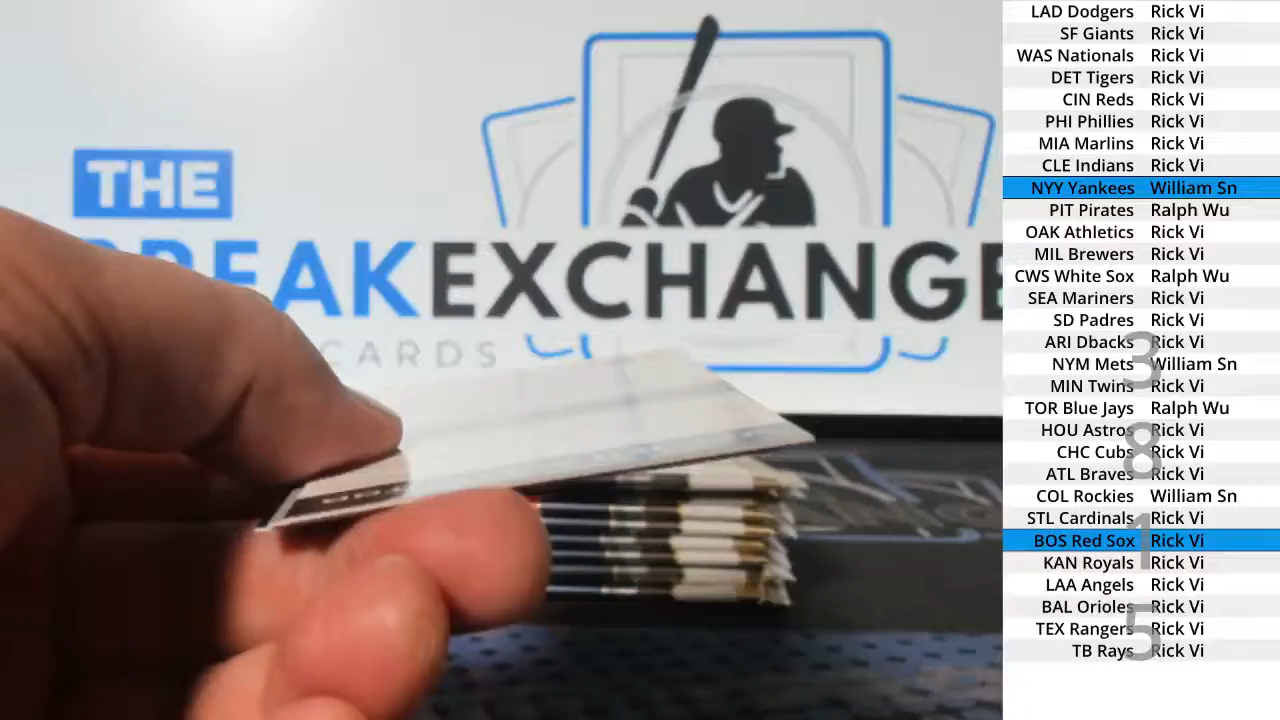 THE
BREAKEXCHANGE
CARDS
LAD Dodgers Rick Vi
SF Giants Rick Vi
WAS Nationals Rick Vi
DET Tigers Rick Vi
CIN Reds Rick Vi
PHI Phillies Rick Vi
MIA Marlins Rick Vi
CLE Indians Rick Vi
NYY Yankees William Sn
PIT Pirates Ralph Wu
OAK Athletics Rick Vi
MIL Brewers Rick Vi
CWS White Sox Ralph Wu
SEA Mariners Rick Vi
SD Padres Rick Vi
ARI Dbacks Rick Vi
NYM Mets William Sn
MIN Twins Rick Vi
TOR Blue Jays Ralph Wu
HOU Astros Rick Vi
CHC Cubs Rick Vi
ATL Braves Rick Vi
COL Rockies William Sn
STL Cardinals Rick Vi
BOS Red Sox Rick Vi
KAN Royals Rick Vi
LAA Angels Rick Vi
BAL Orioles Rick Vi
TEX Rangers Rick Vi
TB Rays Rick Vi
3
8
1
5